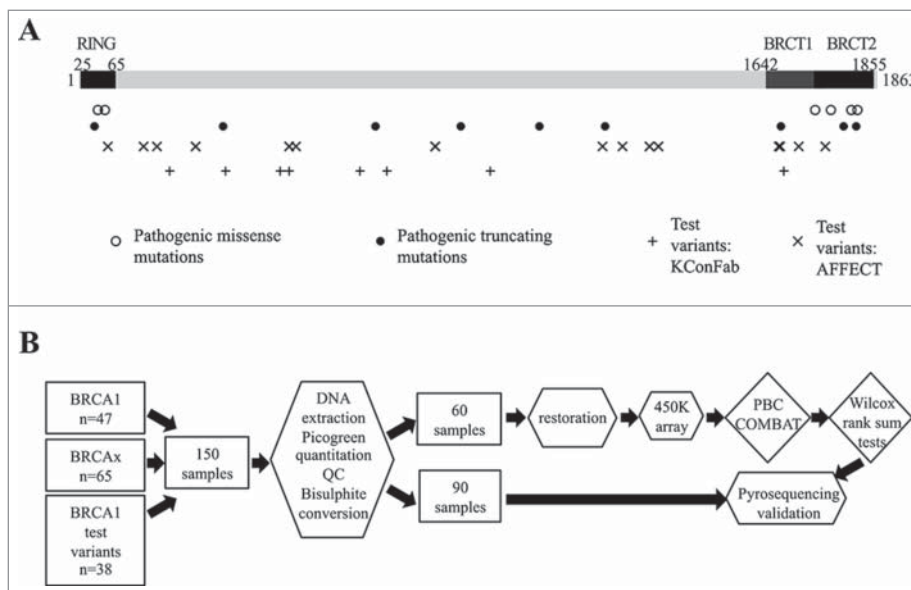 A
RING
BRCT1 BRCT2
25 65
1642
1855
1
1863
Pathogenic missense
mutations
Pathogenic truncating
mutations
Test
variants:
KConFab
Test
variants:
AFFECT
B
BRCA1
n=47
BRCAx
n=65
BRCA1
test
variants
n=38
150
samples
DNA
extraction
Picogreen
quantitation
QC
Bisulphite
conversion
60
samples
90
samples
restoration
450K
array
PBC
COMBAT
Wilcox
rank sum
tests
Pyrosequencing
validation